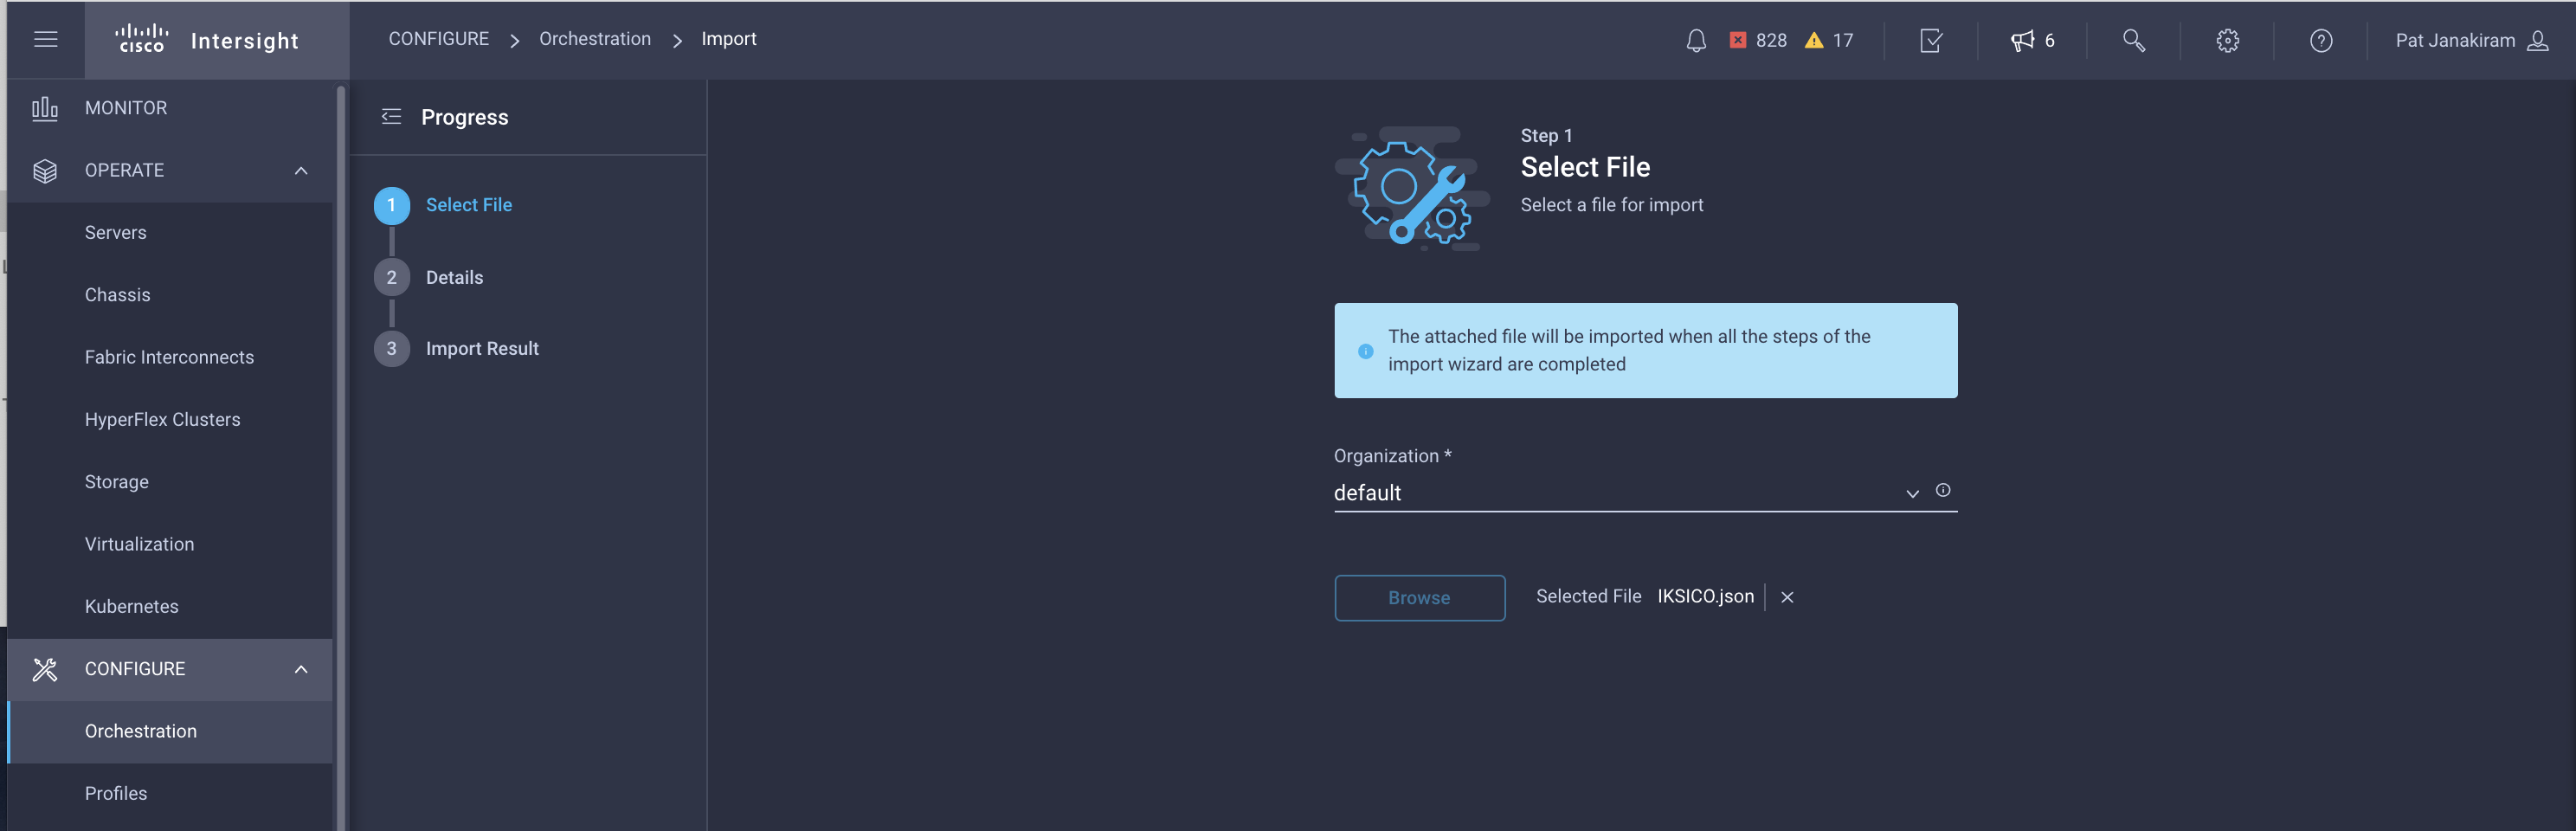 CISCO Intersight
CONFIGURE > Orchestration > Import
828
17
6
Pat Janakiram
MONITOR
OPERATE
Servers
Chassis
Fabric Interconnects
HyperFlex Clusters
Storage
Virtualization
Kubernetes
CONFIGURE
Orchestration
Profiles
Progress
1 Select File
2 Details
3 Import Result
Step 1
Select File
Select a file for import
The attached file will be imported when all the steps of the
import wizard are completed
Organization *
default
Browse
Selected File IKSICO.json